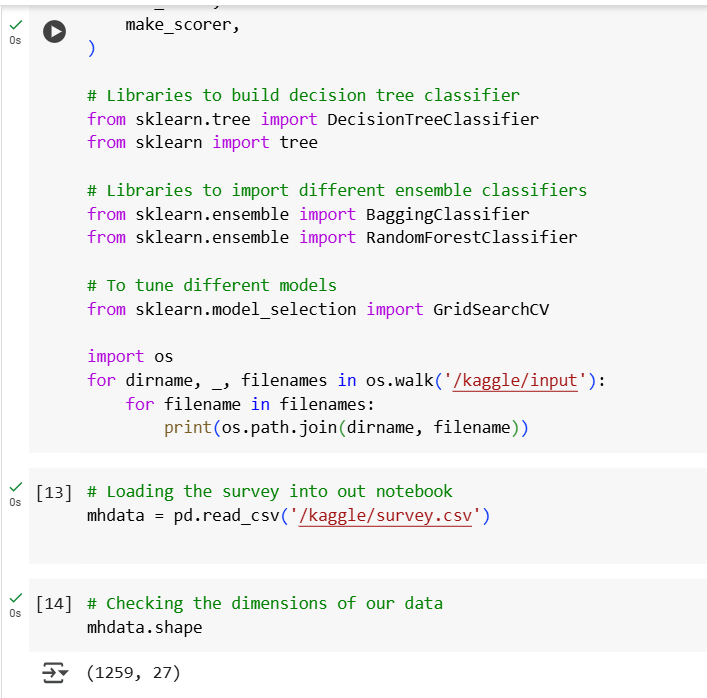 make_scorer,
0s
)
# Libraries to build decision tree classifier
from sklearn.tree import DecisionTreeClassifier
from sklearn import tree
# Libraries to import different ensemble classifiers
from sklearn.ensemble import BaggingClassifier
from sklearn.ensemble import RandomForestClassifier
# To tune different models
from sklearn.model_selection import GridSearchCV
import os
for dirname, _, filenames in os.walk('/kaggle/input'):
for filename in filenames:
print(os.path.join(dirname, filename))
[13] # Loading the survey into out notebook
0s
mhdata = pd.read_csv('/kaggle/survey.csv')
[14] # Checking the dimensions of our data
0s
mhdata.shape
(1259, 27)